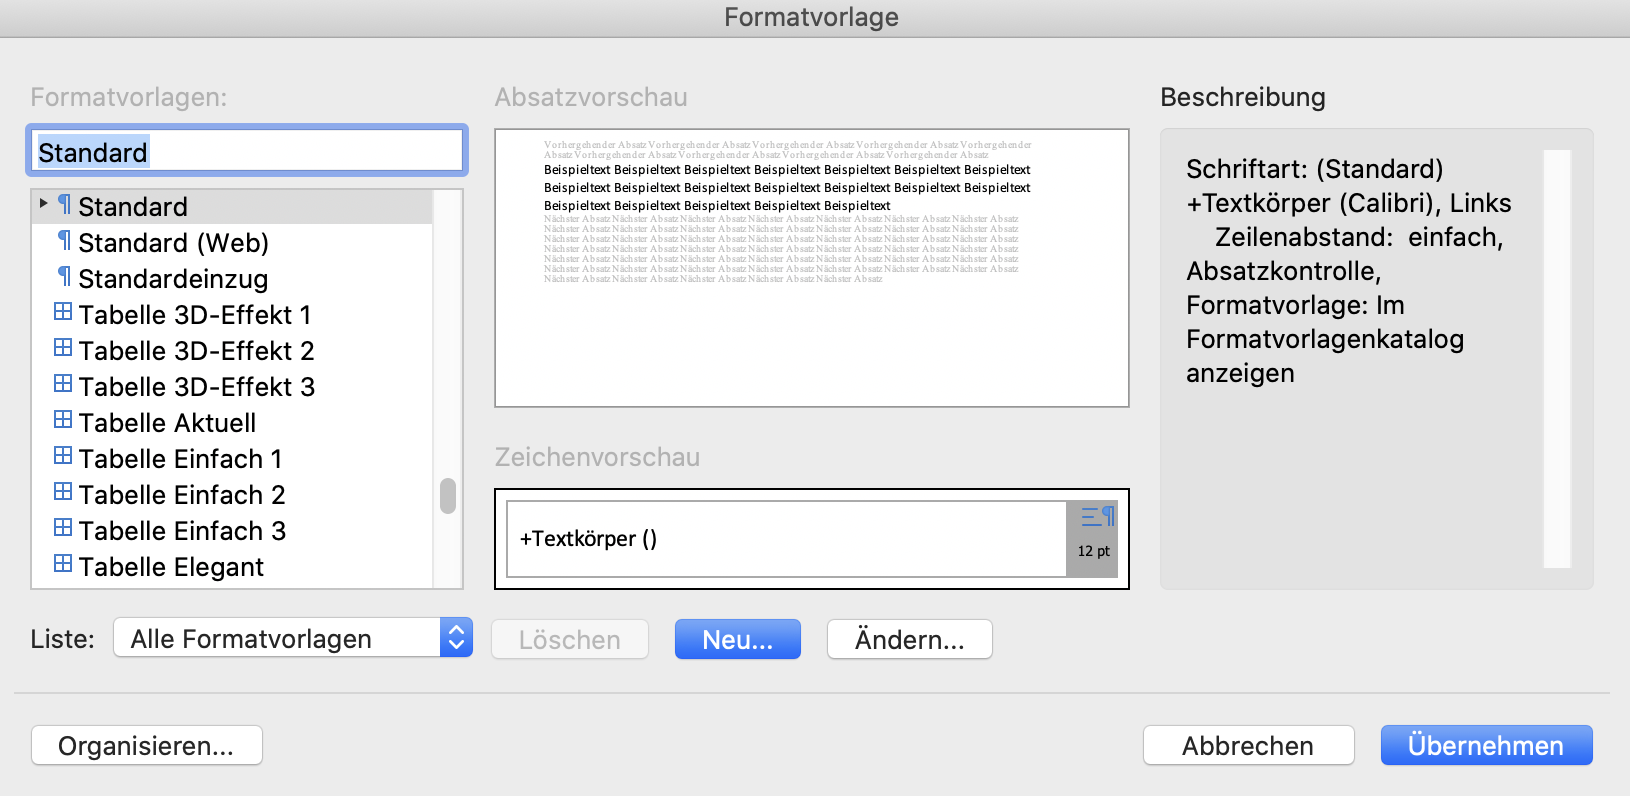 Formatvorlage
Formatvorlagen:
Standard
Standard
Standard (Web)
Standardeinzug
Tabelle 3D-Effekt 1
Tabelle 3D-Effekt 2
Tabelle 3D-Effekt 3
Tabelle Aktuell
Tabelle Einfach 1
Tabelle Einfach 2
Tabelle Einfach 3
Tabelle Elegant
Liste: Alle Formatvorlagen
Absatzvorschau
Vorhergehender Absatz Vorhergehender Absatz Vorhergehender Absatz Vorhergehender Absatz Vorhergehender
Absatz Vorhergehender Absatz Vorhergehender Absatz Vorhergehender Absatz Vorhergehender Absatz
Beispieltext Beispieltext Beispieltext Beispieltext Beispieltext Beispieltext Beispieltext
Beispieltext Beispieltext Beispieltext Beispieltext Beispieltext Beispieltext Beispieltext
Beispieltext Beispieltext Beispieltext Beispieltext Beispieltext
Nächster Absatz Nächster Absatz Nächster Absatz Nächster Absatz Nächster Absatz Nächster Absatz Nächster Absatz
Nächster Absatz Nächster Absatz Nächster Absatz Nächster Absatz Nächster Absatz Nächster Absatz Nächster Absatz
Nächster Absatz Nächster Absatz Nächster Absatz Nächster Absatz Nächster Absatz Nächster Absatz Nächster Absatz
Nächster Absatz Nächster Absatz Nächster Absatz Nächster Absatz Nächster Absatz Nächster Absatz Nächster Absatz
Nächster Absatz Nächster Absatz Nächster Absatz Nächster Absatz Nächster Absatz Nächster Absatz Nächster Absatz
Nächster Absatz Nächster Absatz Nächster Absatz Nächster Absatz Nächster Absatz Nächster Absatz Nächster Absatz
Nächster Absatz Nächster Absatz Nächster Absatz Nächster Absatz Nächster Absatz
Zeichenvorschau
+Textkörper ()
12 pt
Löschen
Neu...
Ändern...
Beschreibung
Schriftart: (Standard)
+Textkörper (Calibri), Links
Zeilenabstand: einfach,
Absatzkontrolle,
Formatvorlage: Im
Formatvorlagenkatalog
anzeigen
Organisieren...
Abbrechen
Übernehmen